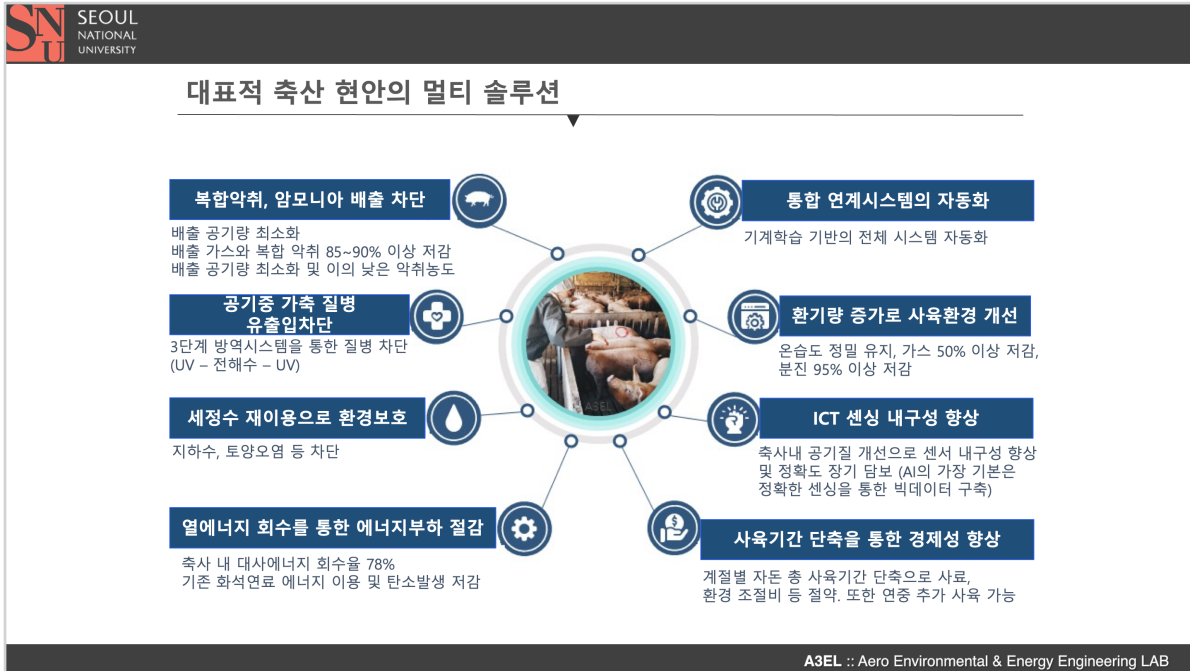 SNU
SEOUL
NATIONAL
UNIVERSITY
대표적 축산 현안의 멀티 솔루션
복합악취, 암모니아 배출 차단
배출 공기량 최소화
배출 가스와 복합 악취 85~90% 이상 저감
배출 공기량 최소화 및 이의 낮은 악취농도
공기중 가축 질병
유출입차단
3단계 방역시스템을 통한 질병 차단
(UV – 전해수 – UV)
세정수 재이용으로 환경보호
지하수, 토양오염 등 차단
열에너지 회수를 통한 에너지부하 절감
축사 내 대사에너지 회수율 78%
기존 화석연료 에너지 이용 및 탄소발생 저감
통합 연계시스템의 자동화
기계학습 기반의 전체 시스템 자동화
환기량 증가로 사육환경 개선
온습도 정밀 유지, 가스 50% 이상 저감,
분진 95% 이상 저감
ICT 센싱 내구성 향상
축사내 공기질 개선으로 센서 내구성 향상
및 정확도 장기 담보 (AI의 가장 기본은
정확한 센싱을 통한 빅데이터 구축)
사육기간 단축을 통한 경제성 향상
계절별 자돈 총 사육기간 단축으로 사료,
환경 조절비 등 절약. 또한 연중 추가 사육 가능
A3EL
A3EL :: Aero Environmental & Energy Engineering LAB